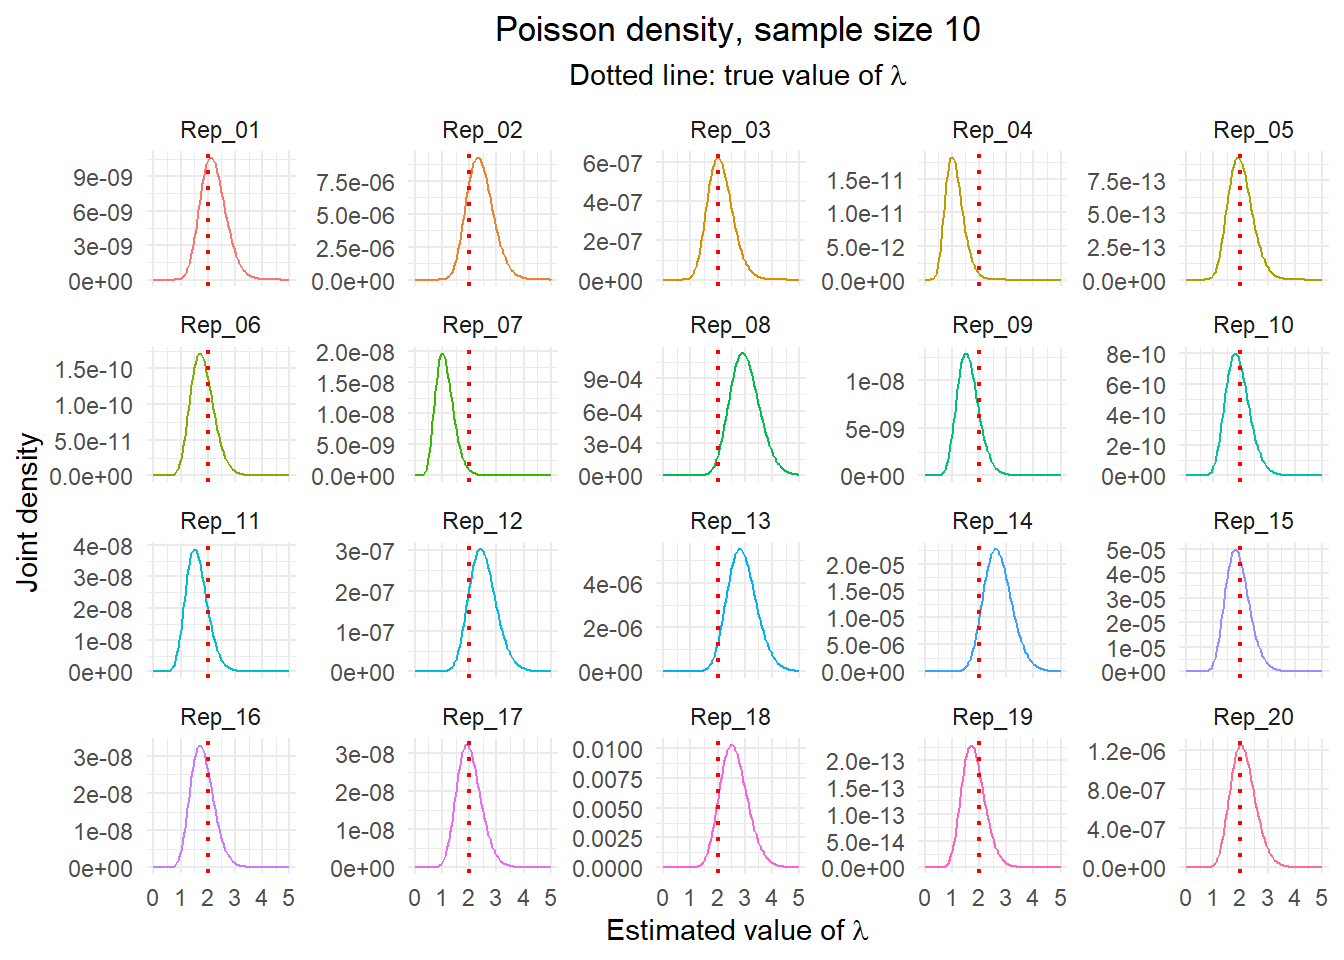 Poisson density, sample size 10
Dotted line: true value of λ
Joint density
Rep_01 Rep_02 Rep_03 Rep_04 Rep_05
9e-09
6e-09
3e-09
0e+00
7.5e-06
5.0e-06
2.5e-06
0.0e+00
6e-07
4e-07
2e-07
0e+00
1.5e-11
1.0e-11
5.0e-12
0.0e+00
7.5e-13
5.0e-13
2.5e-13
0.0e+00
Rep_06 Rep_07 Rep_08 Rep_09 Rep_10
1.5e-10
1.0e-10
5.0e-11
0.0e+00
2.0e-08
1.5e-08
1.0e-08
5.0e-09
0.0e+00
9e-04
6e-04
3e-04
0e+00
1e-08
5e-09
0e+00
8e-10
6e-10
4e-10
2e-10
0e+00
Rep_11 Rep_12 Rep_13 Rep_14 Rep_15
4e-08
3e-08
2e-08
1e-08
0e+00
3e-07
2e-07
1e-07
0e+00
4e-06
2e-06
0e+00
2.0e-05
1.5e-05
1.0e-05
5.0e-06
0.0e+00
5e-05
4e-05
3e-05
2e-05
1e-05
0e+00
Rep_16 Rep_17 Rep_18 Rep_19 Rep_20
3e-08
2e-08
1e-08
0e+00
3e-08
2e-08
1e-08
0e+00
0.0100
0.0075
0.0050
0.0025
0.0000
2.0e-13
1.5e-13
1.0e-13
5.0e-14
0.0e+00
1.2e-06
8.0e-07
4.0e-07
0.0e+00
0 1 2 3 4 5 0 1 2 3 4 5 0 1 2 3 4 5 0 1 2 3 4 5 0 1 2 3 4 5
Estimated value of λ